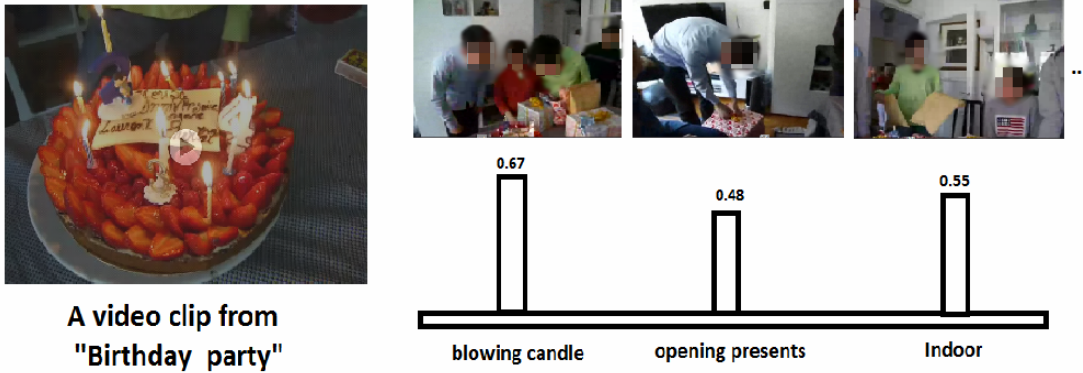 A video clip from
"Birthday party"
0.67
0.48
0.55
..
blowing candle
opening presents
Indoor